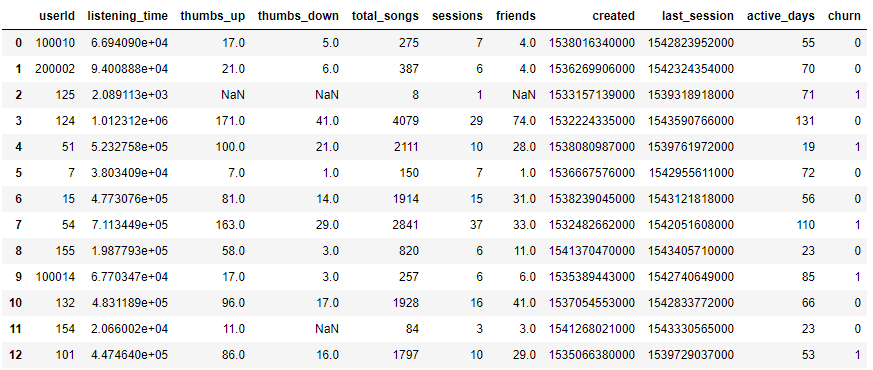 userId listening_time thumbs_up thumbs_down total_songs sessions friends created last_session active_days churn
0 100010 6.694090e+04 17.0 5.0 275 7 4.0 1538016340000 1542823952000 55 0
1 200002 9.400888e+04 21.0 6.0 387 6 4.0 1536269906000 1542324354000 70 0
2 125 2.089113e+03 NaN NaN 8 1 NaN 1533157139000 1539318918000 71 1
3 124 1.012312e+06 171.0 41.0 4079 29 74.0 1532224335000 1543590766000 131 0
4 51 5.232758e+05 100.0 21.0 2111 10 28.0 1538080987000 1539761972000 19 1
5 7 3.803409e+04 7.0 1.0 150 7 1.0 1536667576000 1542955611000 72 0
6 15 4.773076e+05 81.0 14.0 1914 15 31.0 1538239045000 1543121818000 56 0
7 54 7.113449e+05 163.0 29.0 2841 37 33.0 1532482662000 1542051608000 110 1
8 155 1.987793e+05 58.0 3.0 820 6 11.0 1541370470000 1543405710000 23 0
9 100014 6.770347e+04 17.0 3.0 257 6 6.0 1535389443000 1542740649000 85 1
10 132 4.831189e+05 96.0 17.0 1928 16 41.0 1537054553000 1542833772000 66 0
11 154 2.066002e+04 11.0 NaN 84 3 3.0 1541268021000 1543330565000 23 0
12 101 4.474640e+05 86.0 16.0 1797 10 29.0 1535066380000 1539729037000 53 1